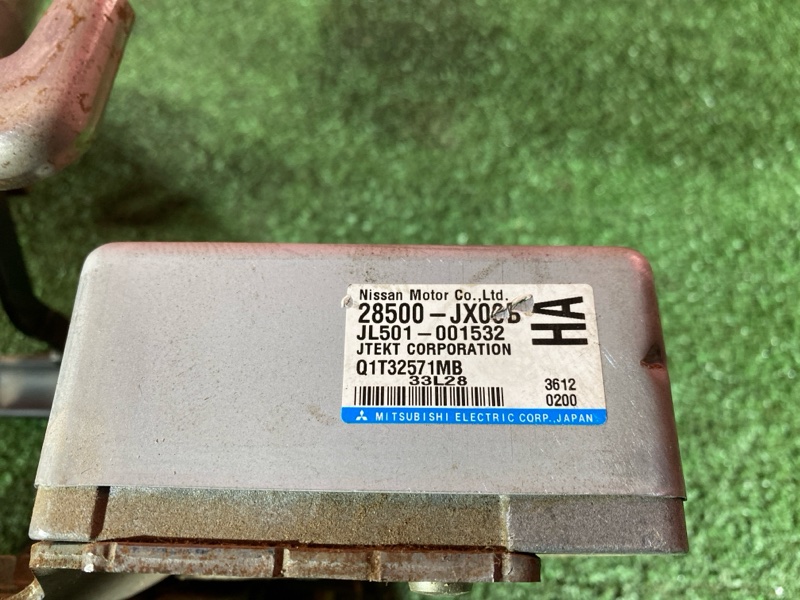 Nissan Motor Co.,Ltd.
HA
JL501-001532
JTEKT CORPORATION
Q1T32571MB
33L28
3612
0200
MITSUBISHI ELECTRIC CORP., JAPAN